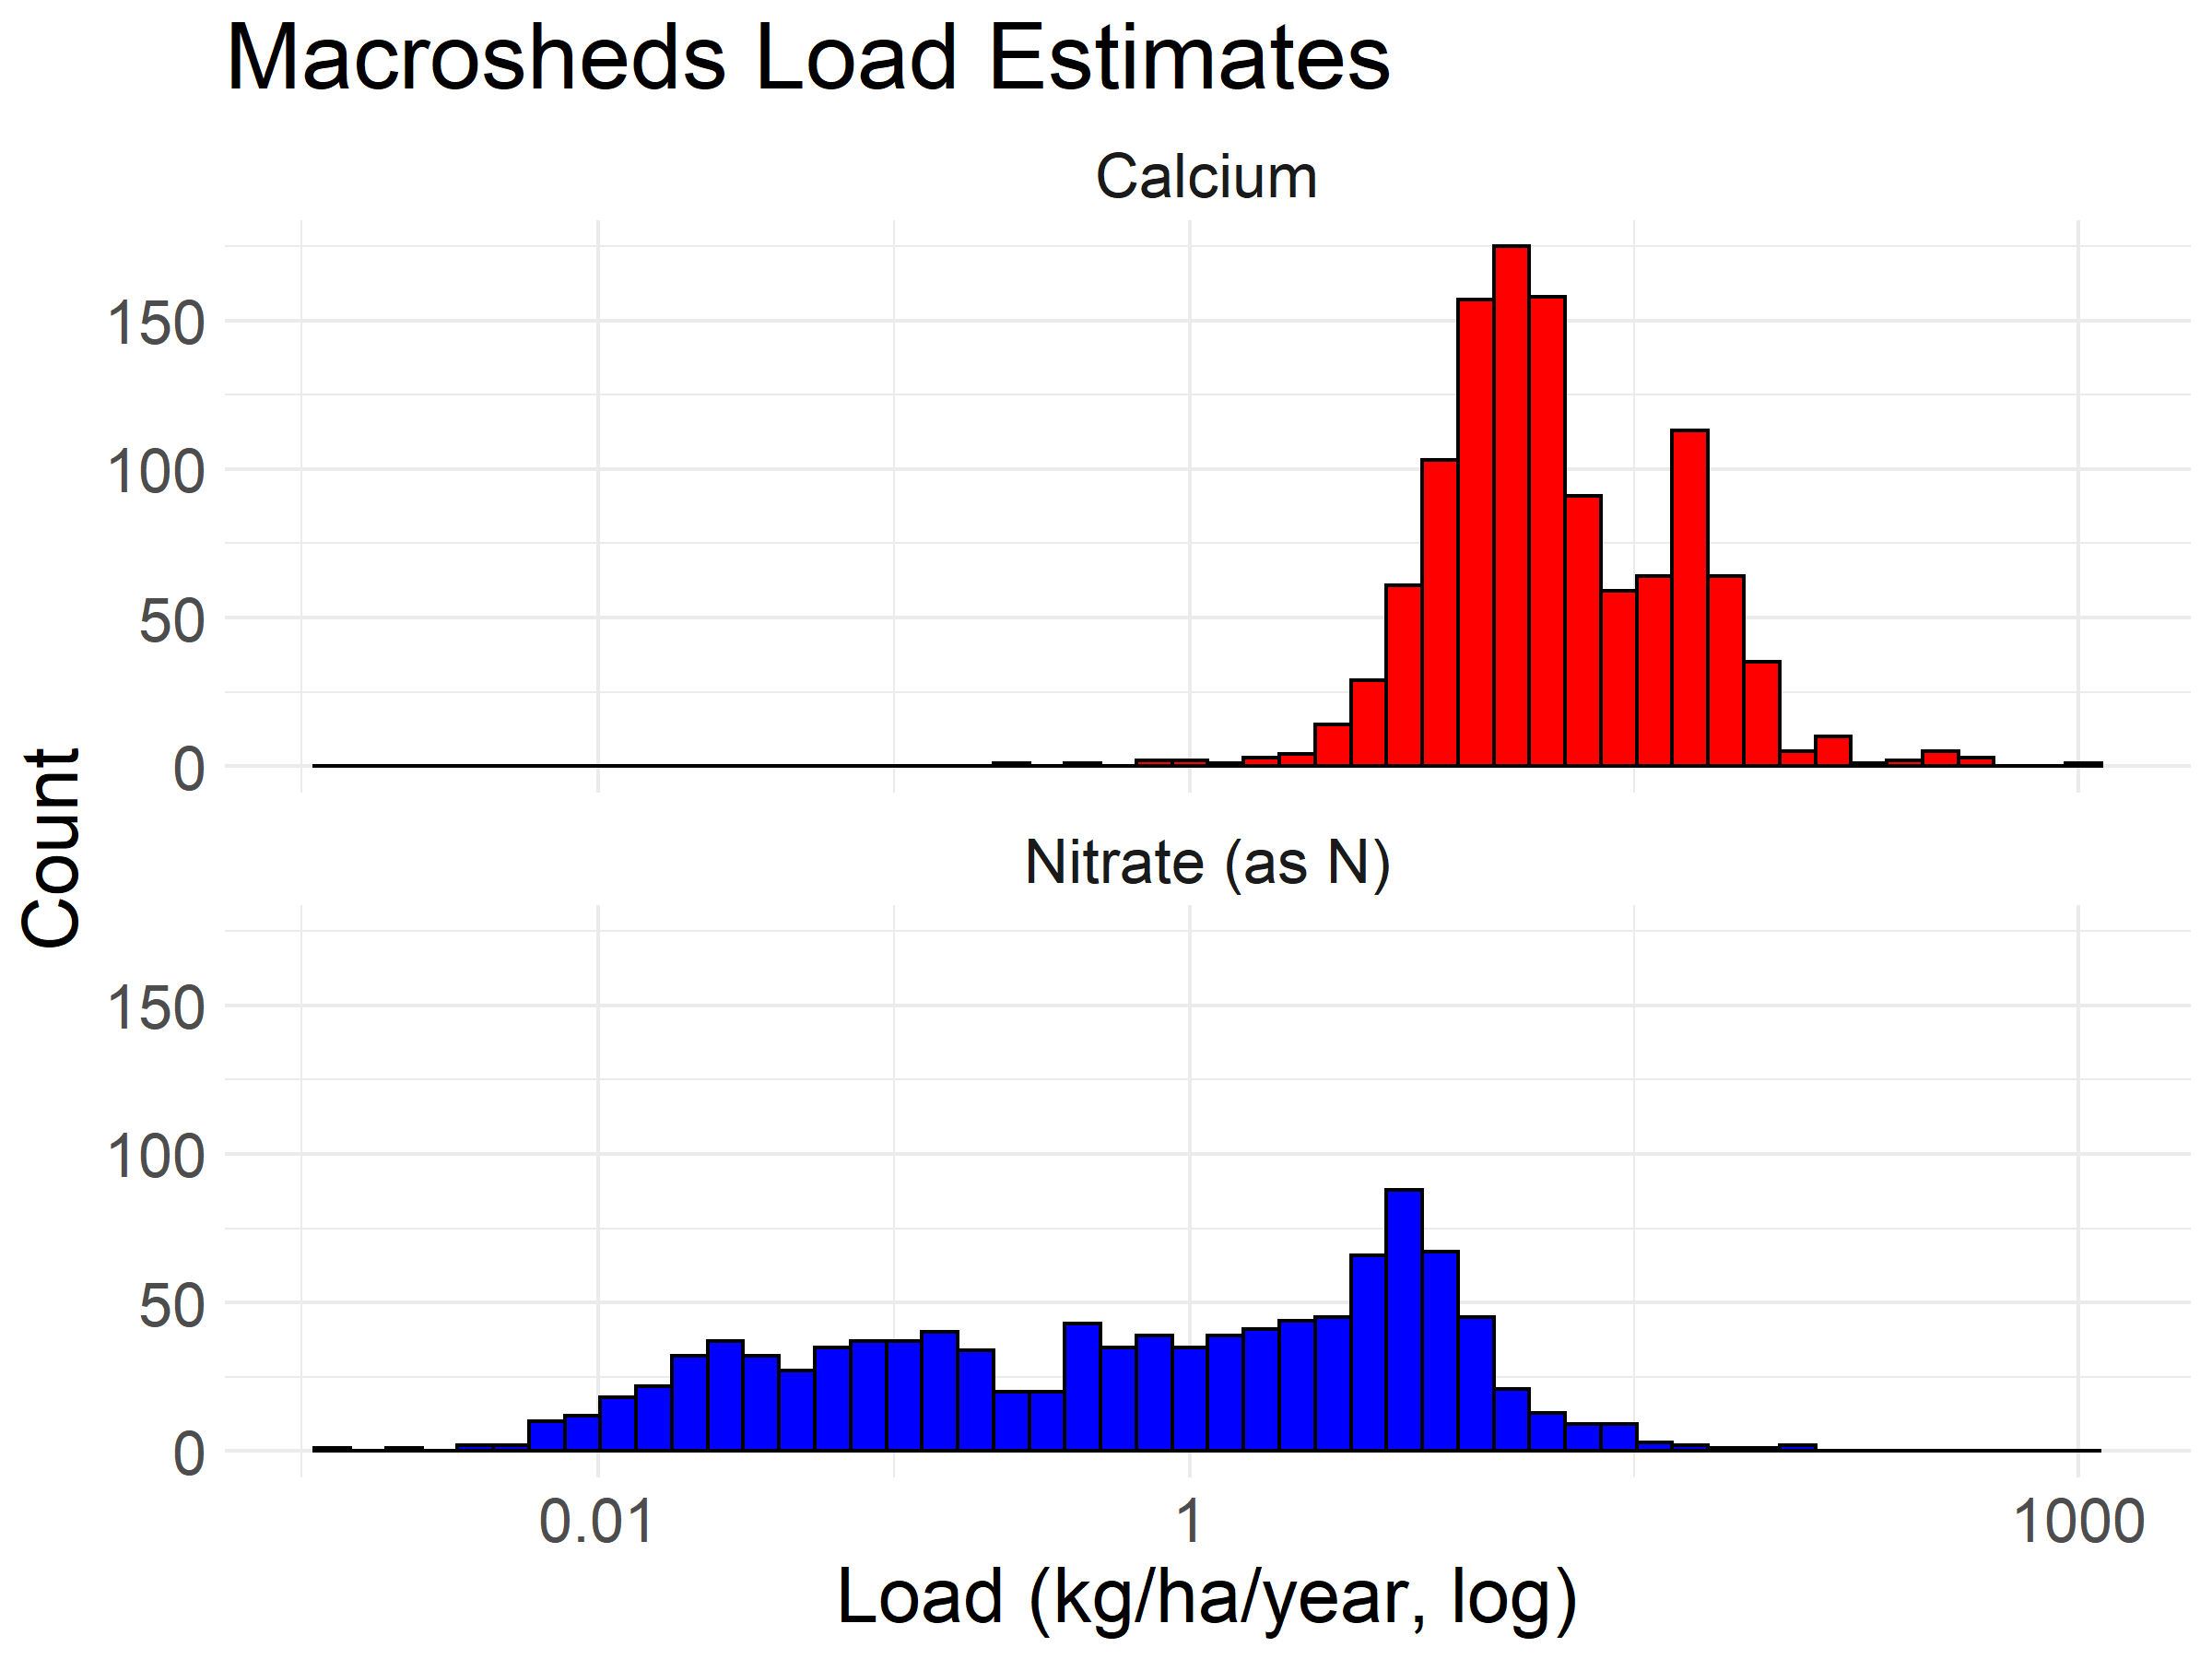 Macrosheds Load Estimates
Calcium
150
100
50
0
Count
Nitrate (as N)
150
100
50
0
0.01 1 1000
Load (kg/ha/year, log)